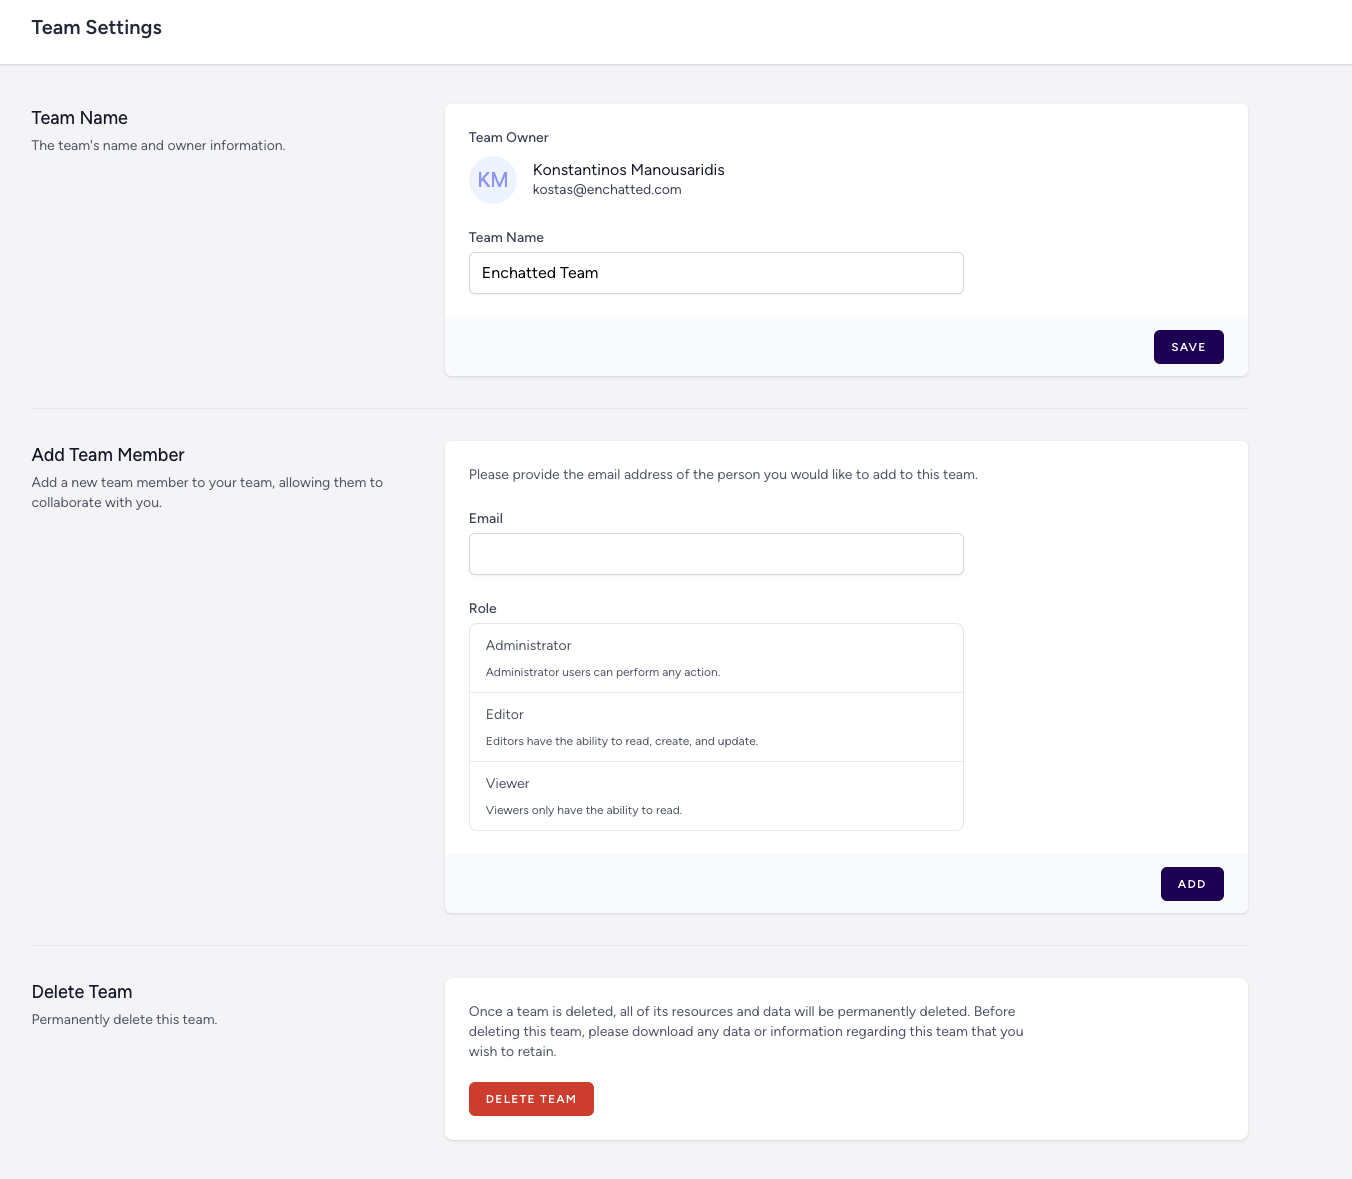 Team Settings
Team Name
The team's name and owner information.
Team Owner
KM
Konstantinos Manousaridis
kostas@enchatted.com
Team Name
Enchatted Team
SAVE
Add Team Member
Add a new team member to your team, allowing them to
collaborate with you.
Please provide the email address of the person you would like to add to this team.
Email
Role
Administrator
Administrator users can perform any action.
Editor
Editors have the ability to read, create, and update.
Viewer
Viewers only have the ability to read.
ADD
Delete Team
Permanently delete this team.
Once a team is deleted, all of its resources and data will be permanently deleted. Before
deleting this team, please download any data or information regarding this team that you
wish to retain.
DELETE TEAM